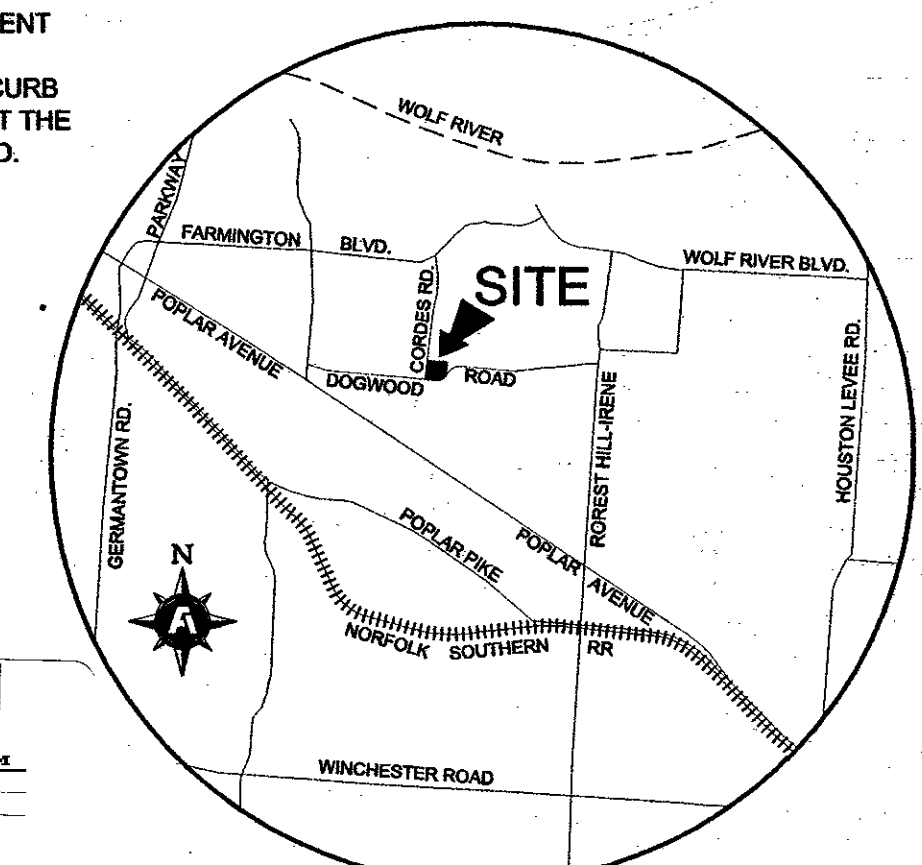 ENT
CURB
T THE
D.
WOLF RIVER
PARKWAY
FARMINGTON BLVD.
WOLF RIVER BLVD.
CORDES RD.
SITE
POPLAR AVENUE
DOGWOOD ROAD
HOUSTON LEVEE RD.
GERMANTOWN RD.
ROREST HILL-IRENE
POPLAR PIKE
POPLAR AVENUE
N
A
NORFOLK SOUTHERN RR
M
WINCHESTER ROAD